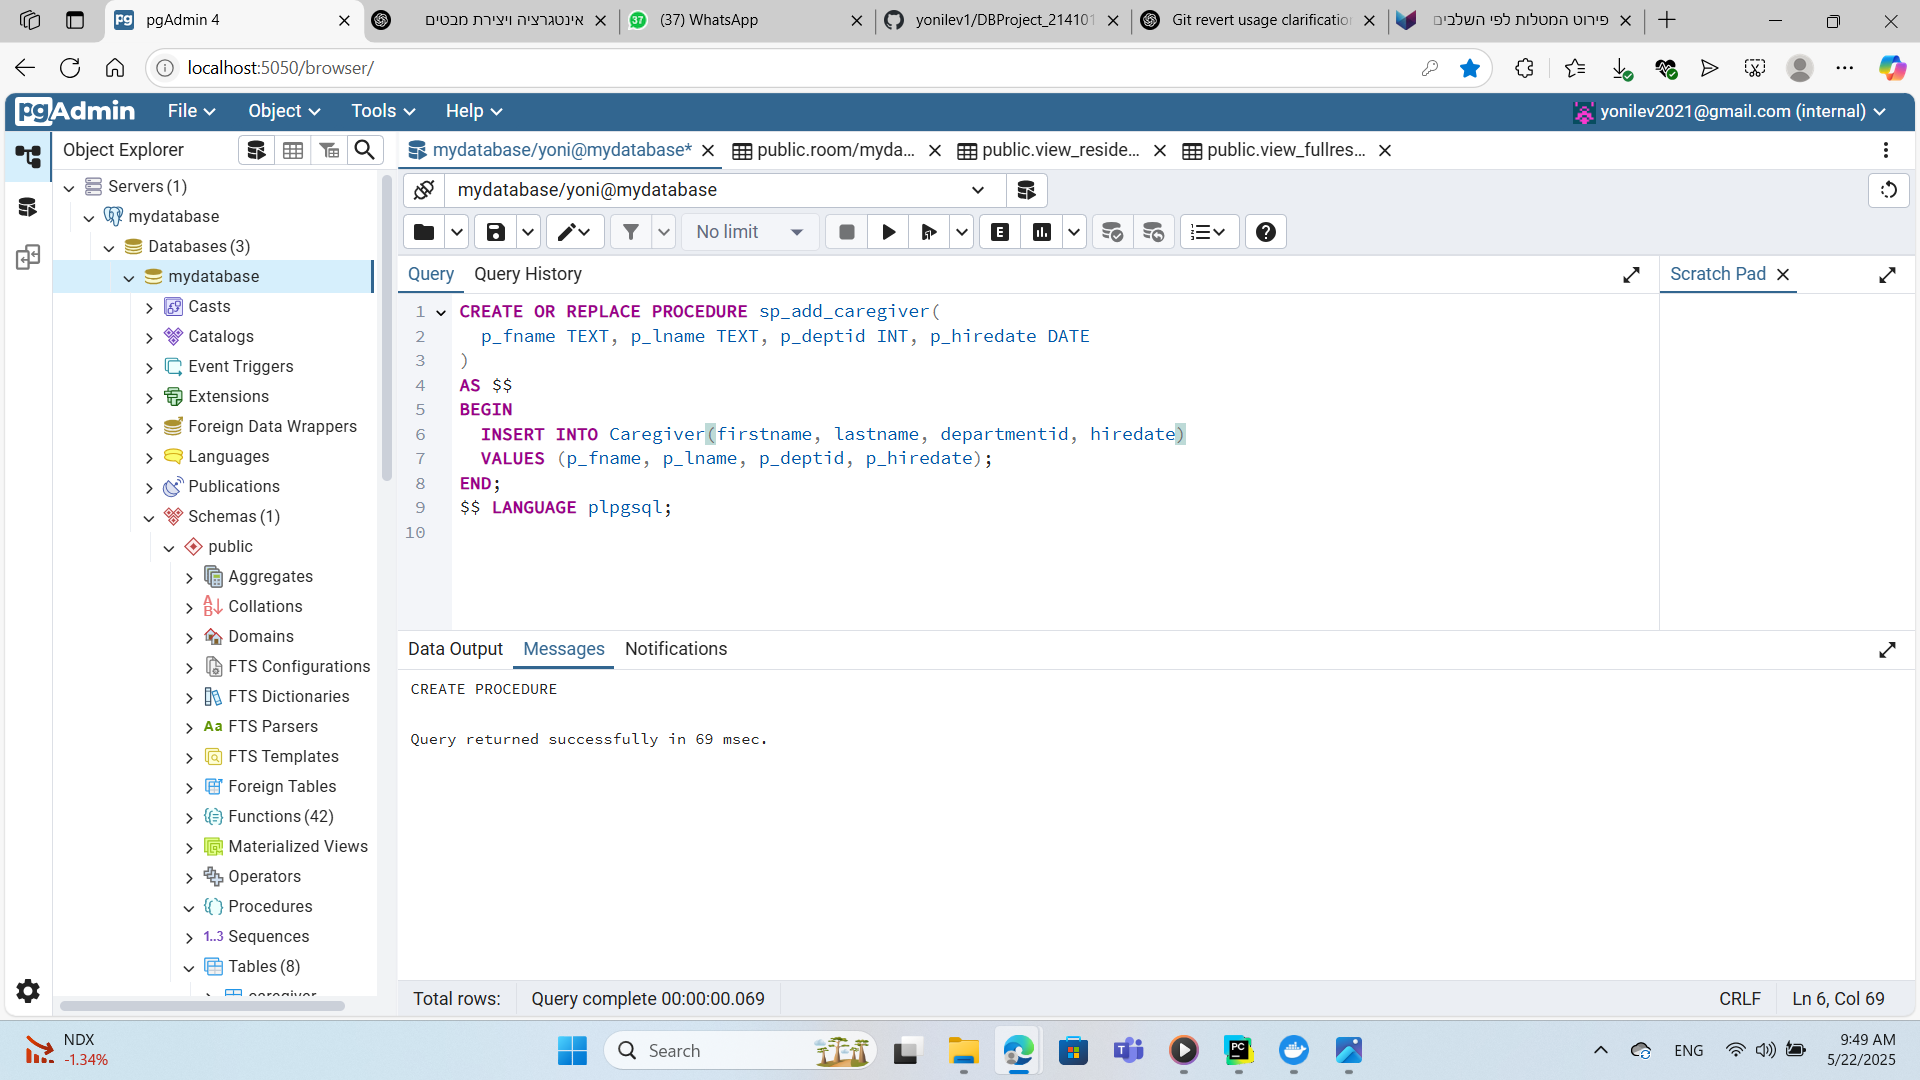 pgAdmin 4
אינטגרציה ויצירת מבטים
(37) WhatsApp
yonilev1/DBProject_214101
Git revert usage clarification
פירוט המטלות לפי השלבים
localhost:5050/browser/
pgAdmin
File
Object
Tools
Help
yonilev2021@gmail.com (internal)
Object Explorer
mydatabase/yoni@mydatabase*
public.room/myda...
public.view_reside...
public.view_fullres...
Servers (1)
mydatabase
Databases (3)
mydatabase
Casts
Catalogs
Event Triggers
Extensions
Foreign Data Wrappers
Languages
Publications
Schemas (1)
public
Aggregates
Collations
Domains
FTS Configurations
FTS Dictionaries
Aa FTS Parsers
FTS Templates
Foreign Tables
Functions (42)
Materialized Views
Operators
Procedures
1..3 Sequences
Tables (8)
caregiver
mydatabase/yoni@mydatabase
No limit
E
Query
Query History
Scratch Pad
1 CREATE OR REPLACE PROCEDURE sp_add_caregiver(
2 p_fname TEXT, p_lname TEXT, p_deptid INT, p_hiredate DATE
3 )
4 AS $$
5 BEGIN
6 INSERT INTO Caregiver(firstname, lastname, departmentid, hiredate)
7 VALUES (p_fname, p_lname, p_deptid, p_hiredate);
8 END;
9 $$ LANGUAGE plpgsql;
10
Data Output
Messages
Notifications
CREATE PROCEDURE
Query returned successfully in 69 msec.
Total rows:
Query complete 00:00:00.069
CRLF
Ln 6, Col 69
NDX
-1.34%
Search
ENG
9:49 AM
5/22/2025